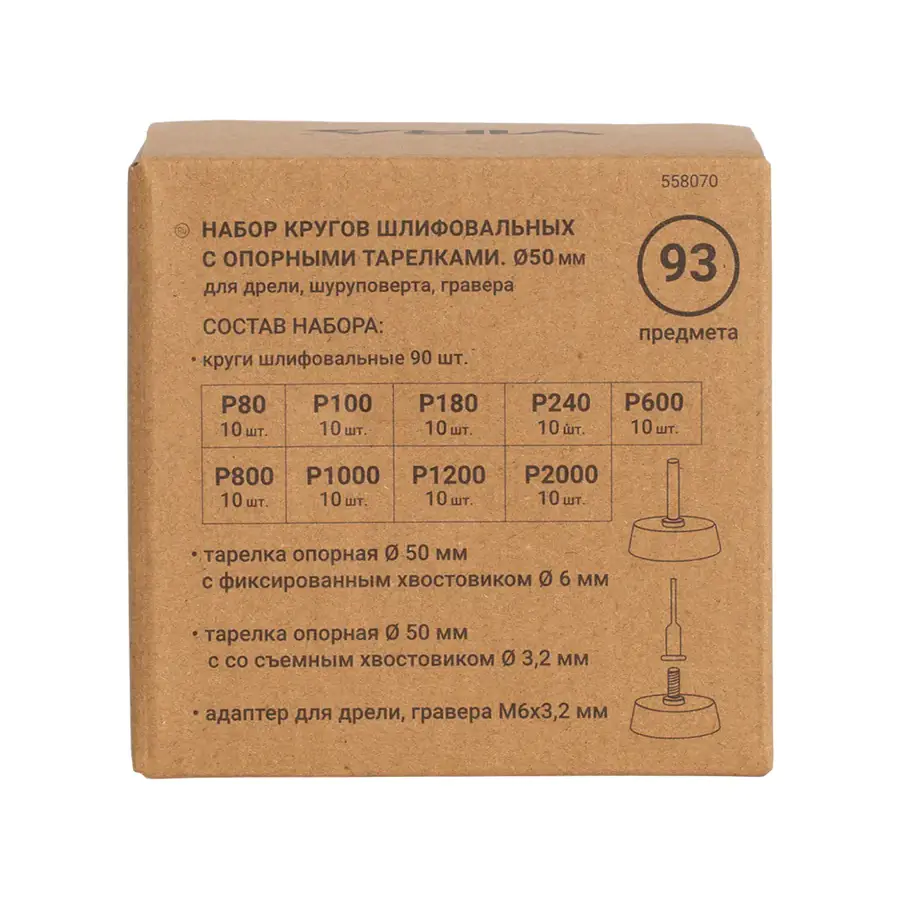 558070
НАБОР КРУГОВ ШЛИФОВАЛЬНЫХ
С ОПОРНЫМИ ТАРЕЛКАМИ. Ø50 мм
для дрели, шуруповерта, гравера
93
предмета
СОСТАВ НАБОРА:
• круги шлифовальные 90 шт.
P80 P100 P180 P240 P600
10 шт. 10 шт. 10 шт. 10 шт. 10 шт.
P800 P1000 P1200 P2000
10 шт. 10 шт. 10 шт. 10 шт.
• тарелка опорная Ø 50 мм
с фиксированным хвостовиком Ø 6 мм
• тарелка опорная Ø 50 мм
с со съемным хвостовиком Ø 3,2 мм
• адаптер для дрели, гравера М6х3,2 мм